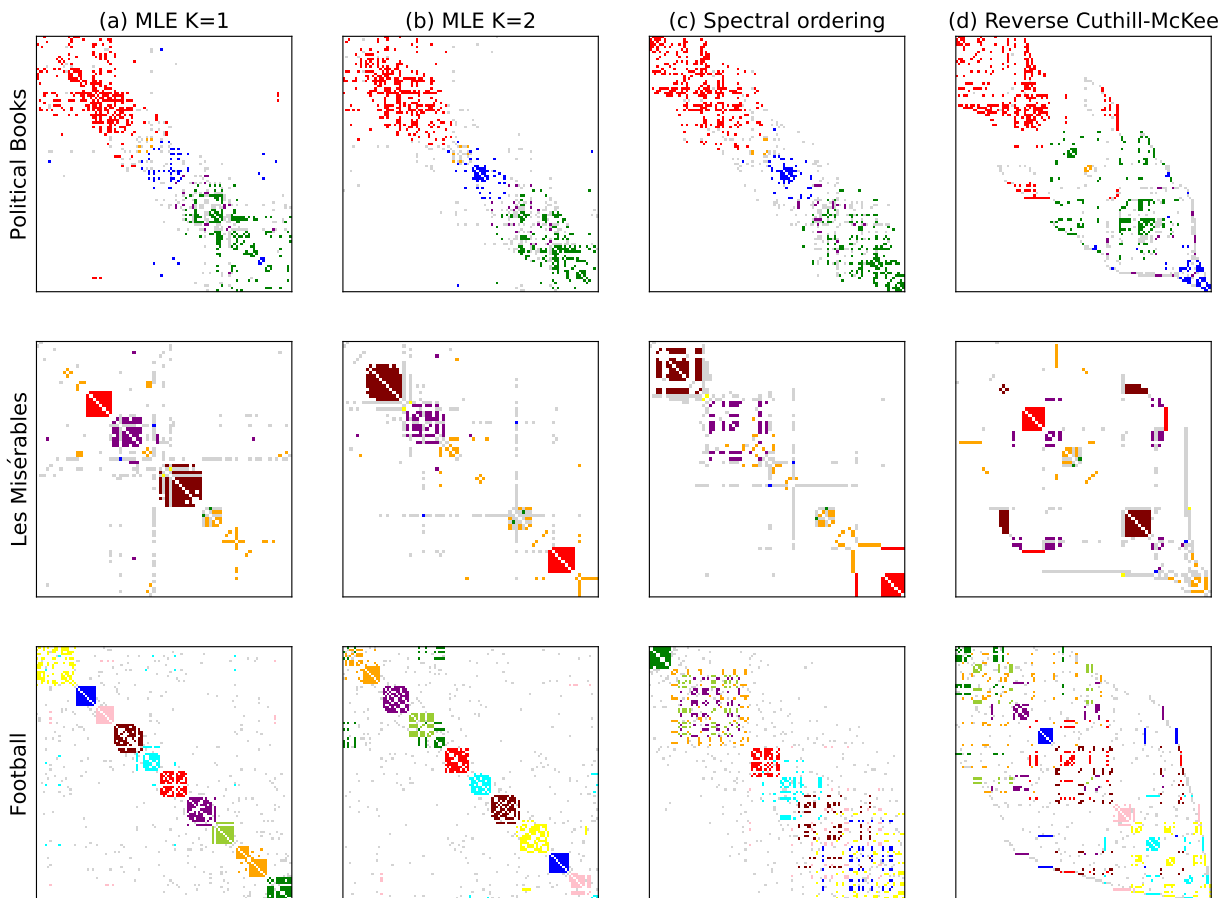 (a) MLE K=1
(b) MLE K=2
(c) Spectral ordering
(d) Reverse Cuthill-McKee
Political Books
Les Misérables
Football